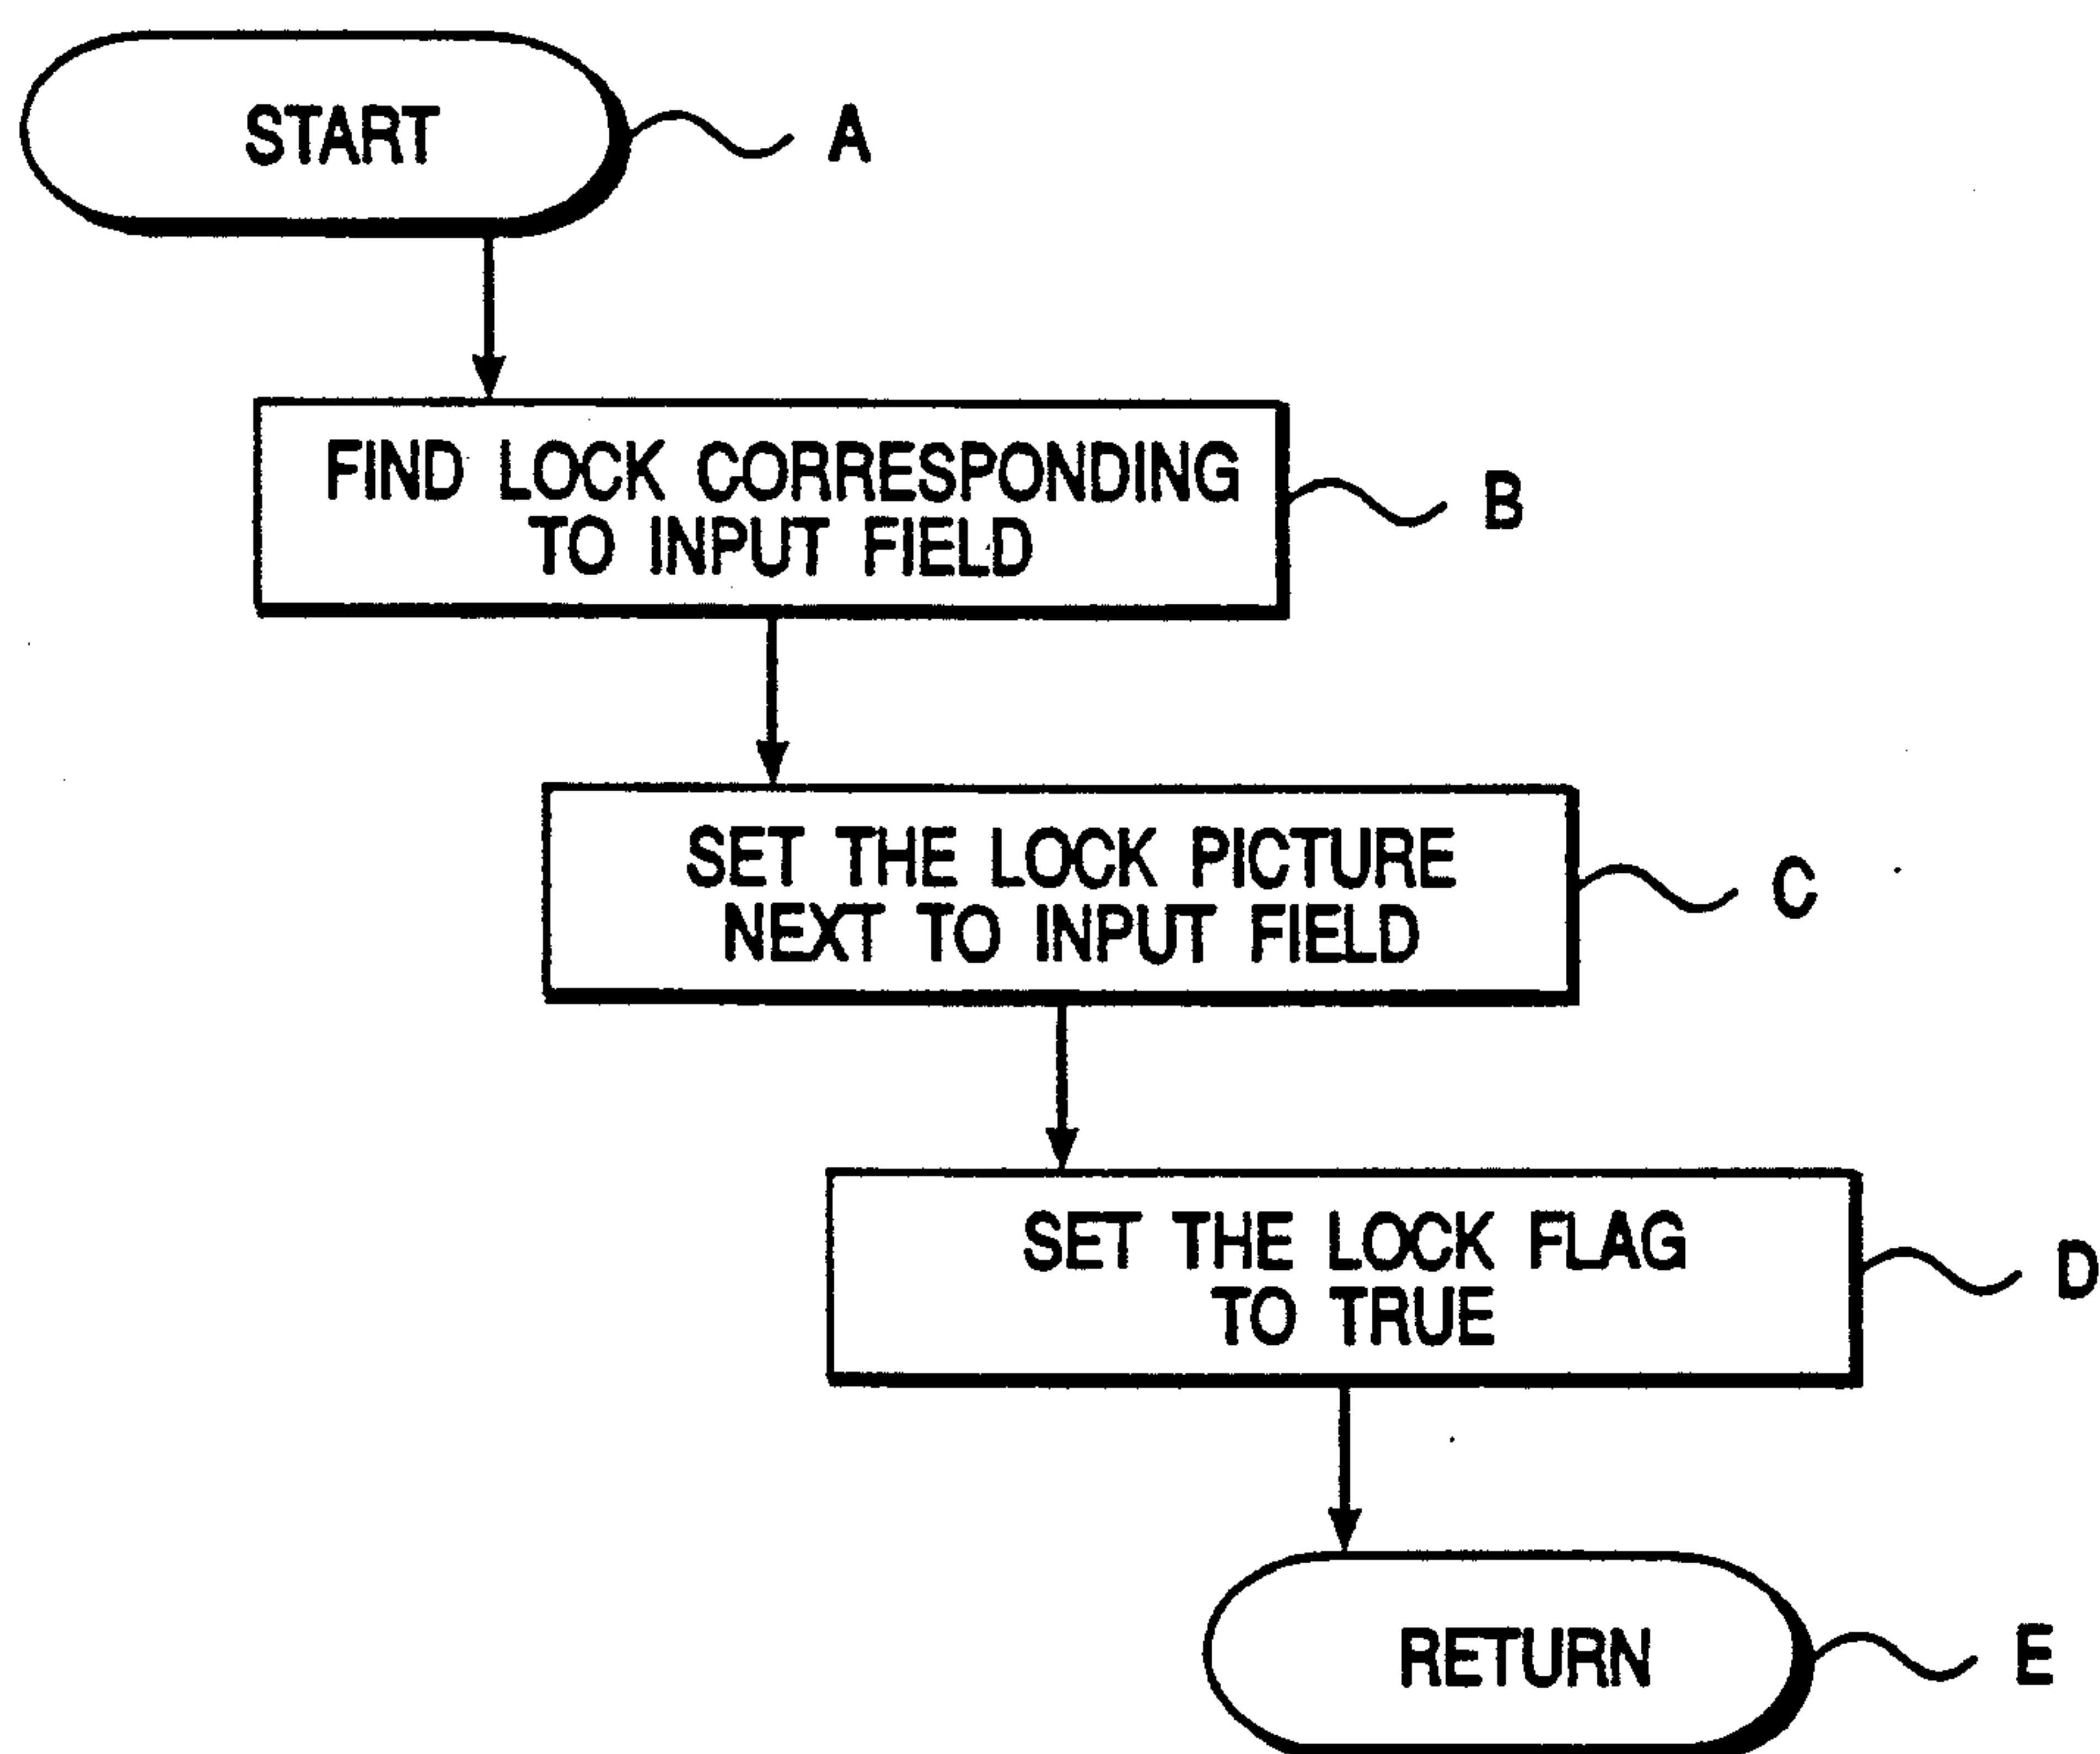 START
A
FIND LOCK CORRESPONDING
TO INPUT FIELD
B
SET THE LOCK PICTURE
NEXT TO INPUT FIELD
C
SET THE LOCK FLAG
TO TRUE
D
RETURN
E